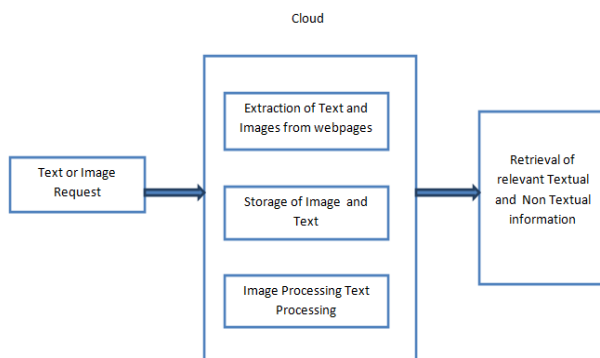 Cloud
Text or Image
Request
Extraction of Text and
Images from webpages
Storage of Image and
Text
Image Processing Text
Processing
Retrieval of
relevant Textual
and Non Textual
information